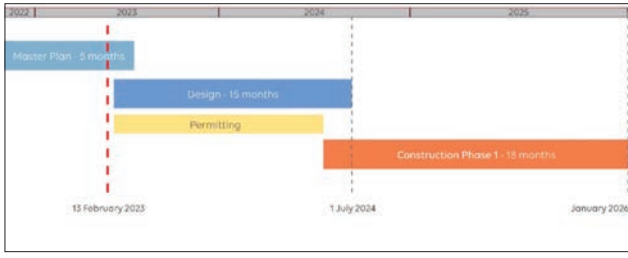 2022 2023 2024 2025
Master Plan - 5 months
Design - 15 months
Permitting
Construction Phase 1 - 18 months
13 February 2023 1 July 2024 January 2026